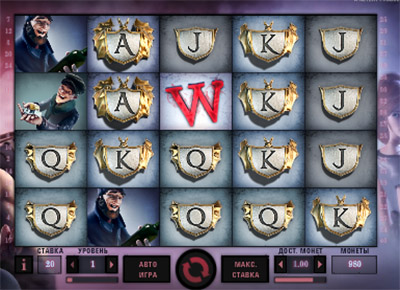 A J K J
A W K J
Q K Q K J
Q Q Q K
СТАВКА УРОВЕНЬ ДОСТ. МОНЕТ МОНЕТЫ
i 20 1 АВТО ИГРА МАКС. СТАВКА 1.00 980